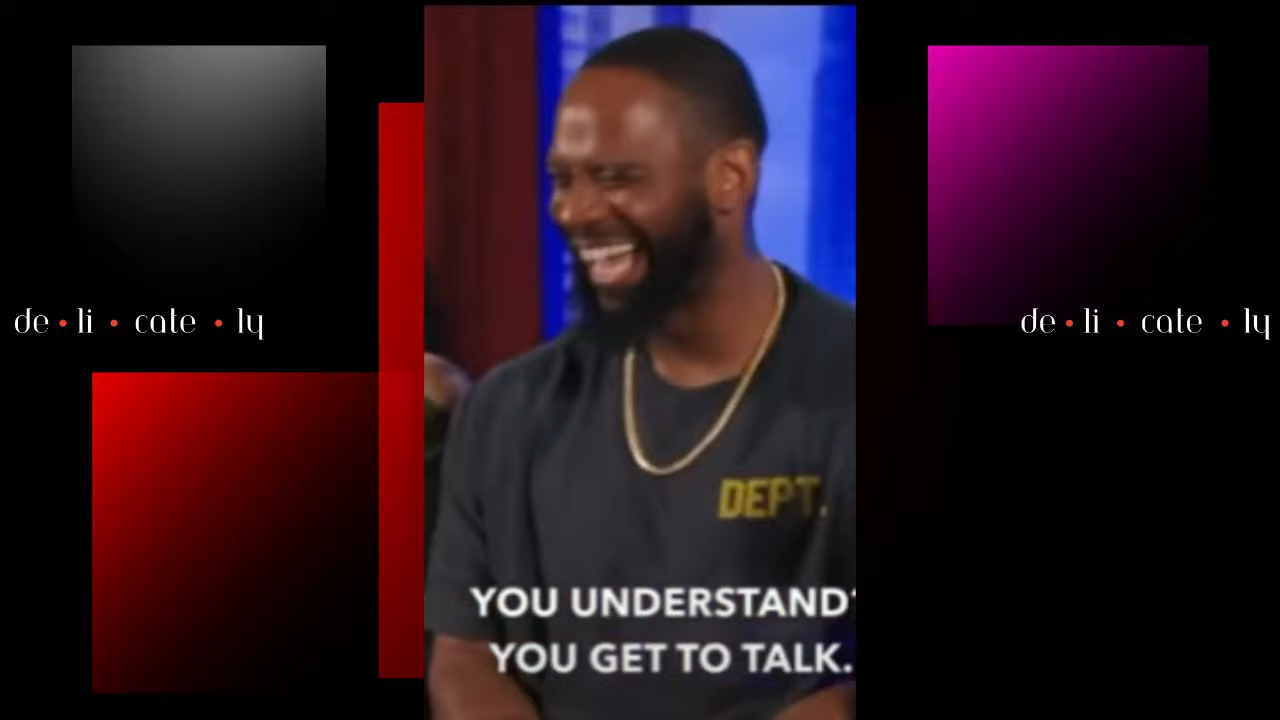 de • li • cate • ly
DEPT.
YOU UNDERSTAND?
YOU GET TO TALK.
de • li • cate • ly